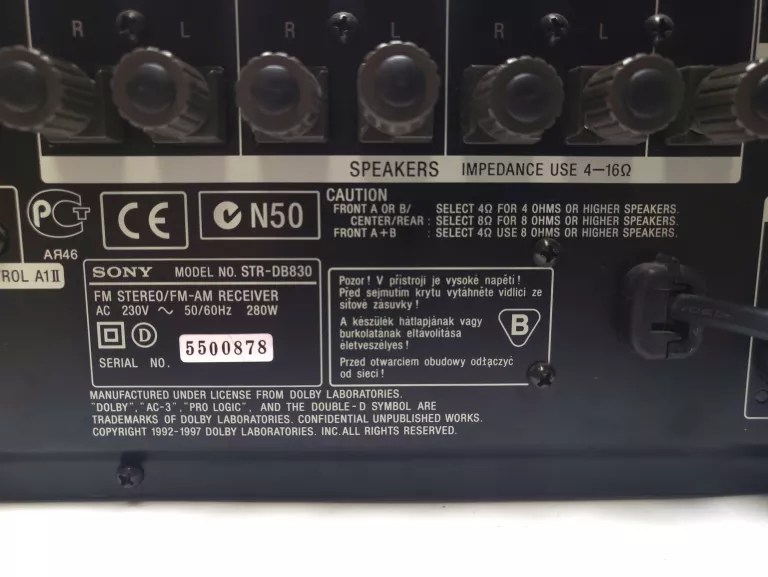 R L R L R L
SPEAKERS IMPEDANCE USE 4–16Ω
CAUTION
FRONT A OR B/ SELECT 4Ω FOR 4 OHMS OR HIGHER SPEAKERS.
CENTER/REAR : SELECT 8Ω FOR 8 OHMS OR HIGHER SPEAKERS.
FRONT A+B : SELECT 4Ω USE 8 OHMS OR HIGHER SPEAKERS.
РСТ
АЯ46
CE
N50
ROL A1II
SONY MODEL NO. STR-DB830
FM STEREO/FM-AM RECEIVER
AC 230V ~ 50/60Hz 280W
D
SERIAL NO. 5500878
Pozor! V přístroji je vysoké napětí!
Před sejmutim krytu vytáhněte vidlici ze
síťové zásuvky!
A készülék hátlapjának vagy
burkolatának eltávolítása
életveszélyes!
Przed otwarciem obudowy odłączyć
od sieci!
B
MANUFACTURED UNDER LICENSE FROM DOLBY LABORATORIES.
"DOLBY", "AC-3", "PRO LOGIC", AND THE DOUBLE-D SYMBOL ARE
TRADEMARKS OF DOLBY LABORATORIES. CONFIDENTIAL UNPUBLISHED WORKS.
COPYRIGHT 1992-1997 DOLBY LABORATORIES. INC. ALL RIGHTS RESERVED.